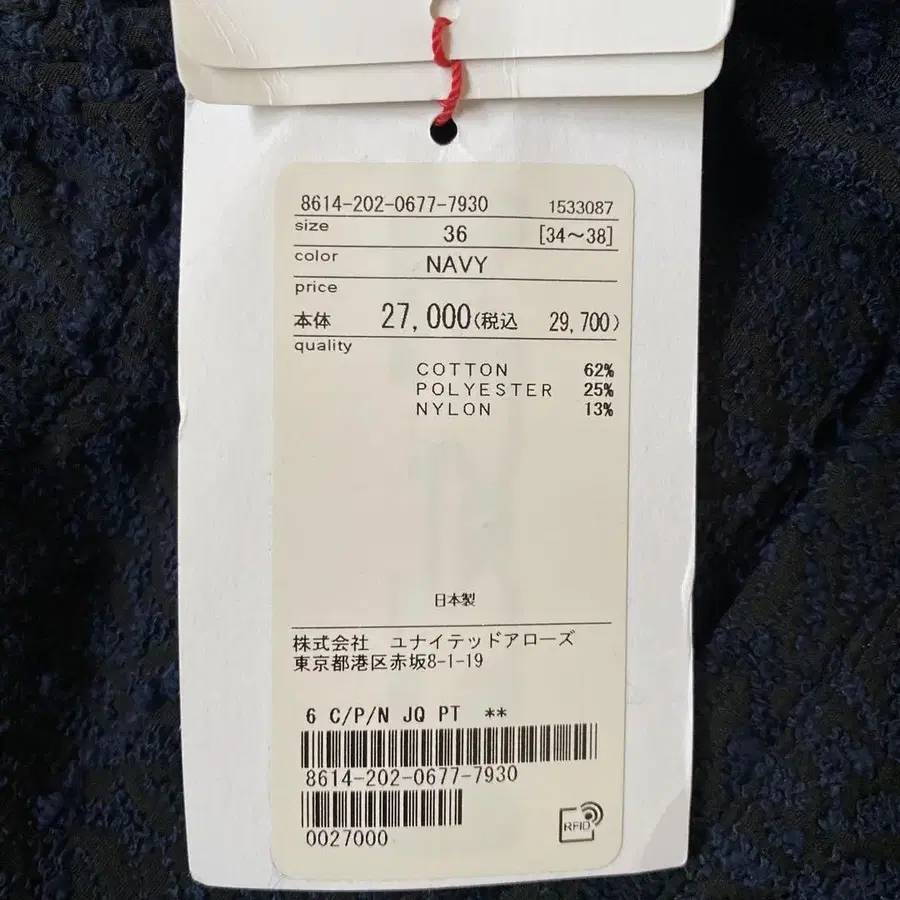 8614-202-0677-7930 1533087
size 36 [34～38]
color NAVY
price
本体 27,000(税込 29,700)
quality
COTTON 62%
POLYESTER 25%
NYLON 13%
日本製
株式会社 ユナイテッドアローズ
東京都港区赤坂8-1-19
6 C/P/N JQ PT **
8614-202-0677-7930
0027000
RFID